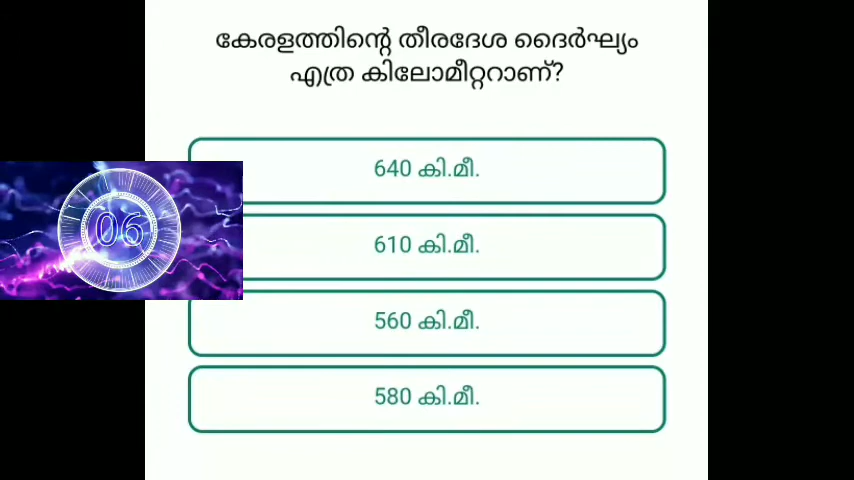 കേരളത്തിന്റെ തീരദേശ ദൈർഘ്യം
എത്ര കിലോമീറ്ററാണ്?
640 കി.മീ.
06
610 കി.മീ.
560 കി.മീ.
580 കി.മീ.